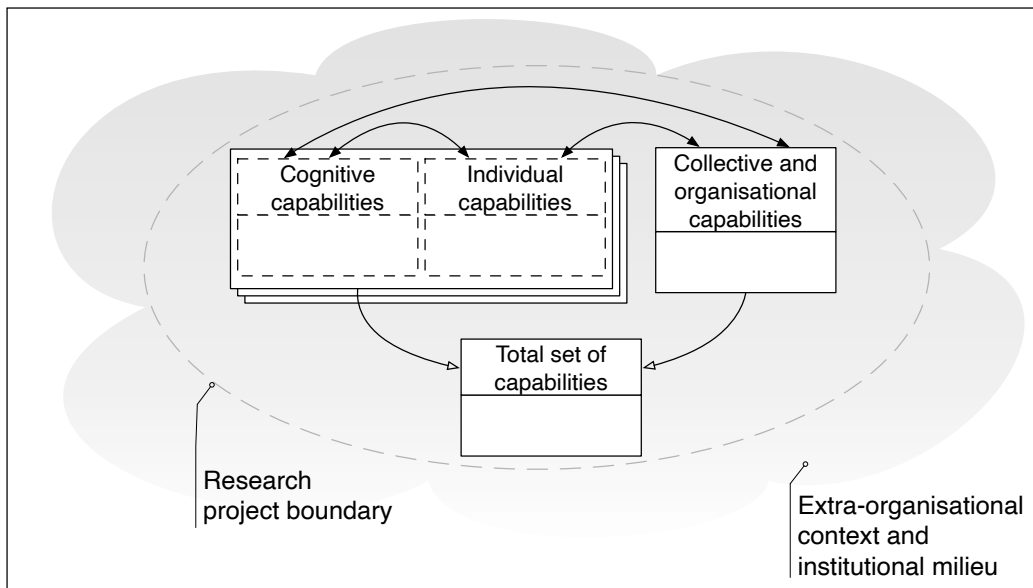 Cognitive
capabilities
Individual
capabilities
Collective and
organisational
capabilities
Total set of
capabilities
Research
project boundary
Extra-organisational
context and
institutional milieu